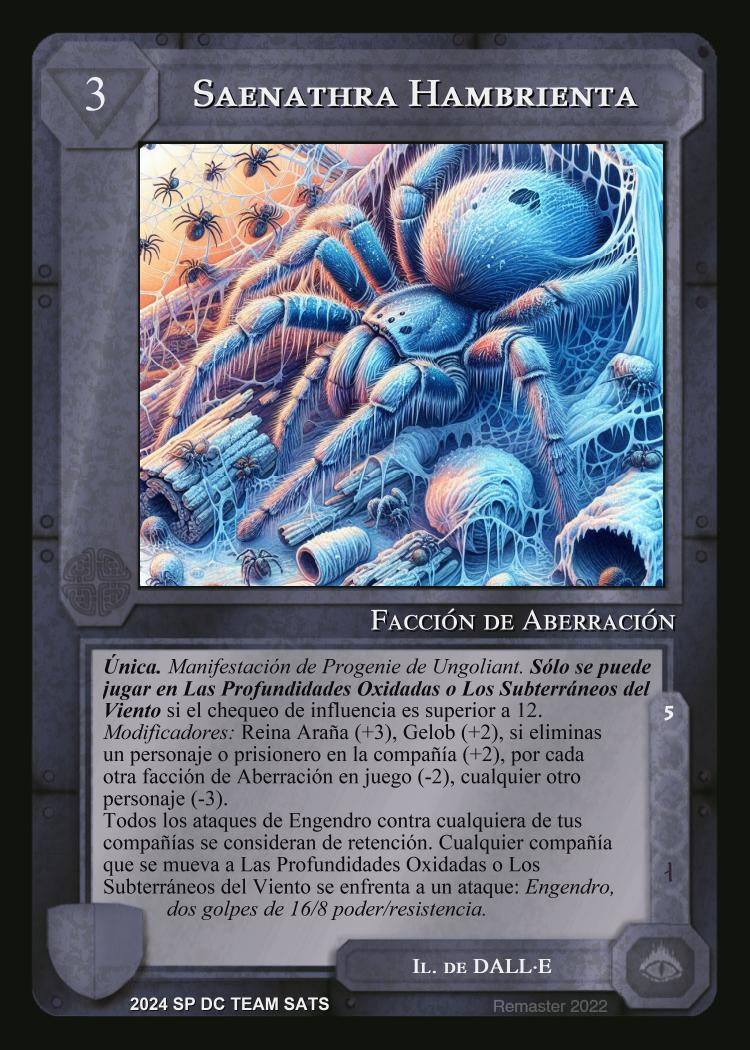 3
Saenathra Hambrienta
Facción de Aberración
Única. Manifestación de Progenie de Ungoliant. Sólo se puede
jugar en Las Profundidades Oxidadas o Los Subterráneos del
Viento si el chequeo de influencia es superior a 12.
5
Modificadores: Reina Araña (+3), Gelob (+2), si eliminas
un personaje o prisionero en la compañía (+2), por cada
otra facción de Aberración en juego (-2), cualquier otro
personaje (-3).
Todos los ataques de Engendro contra cualquiera de tus
compañías se consideran de retención. Cualquier compañía
que se mueva a Las Profundidades Oxidadas o Los
Subterráneos del Viento se enfrenta a un ataque: Engendro,
dos golpes de 16/8 poder/resistencia.
Il. de DALL·E
2024 SP DC TEAM SATS
Remaster 2022